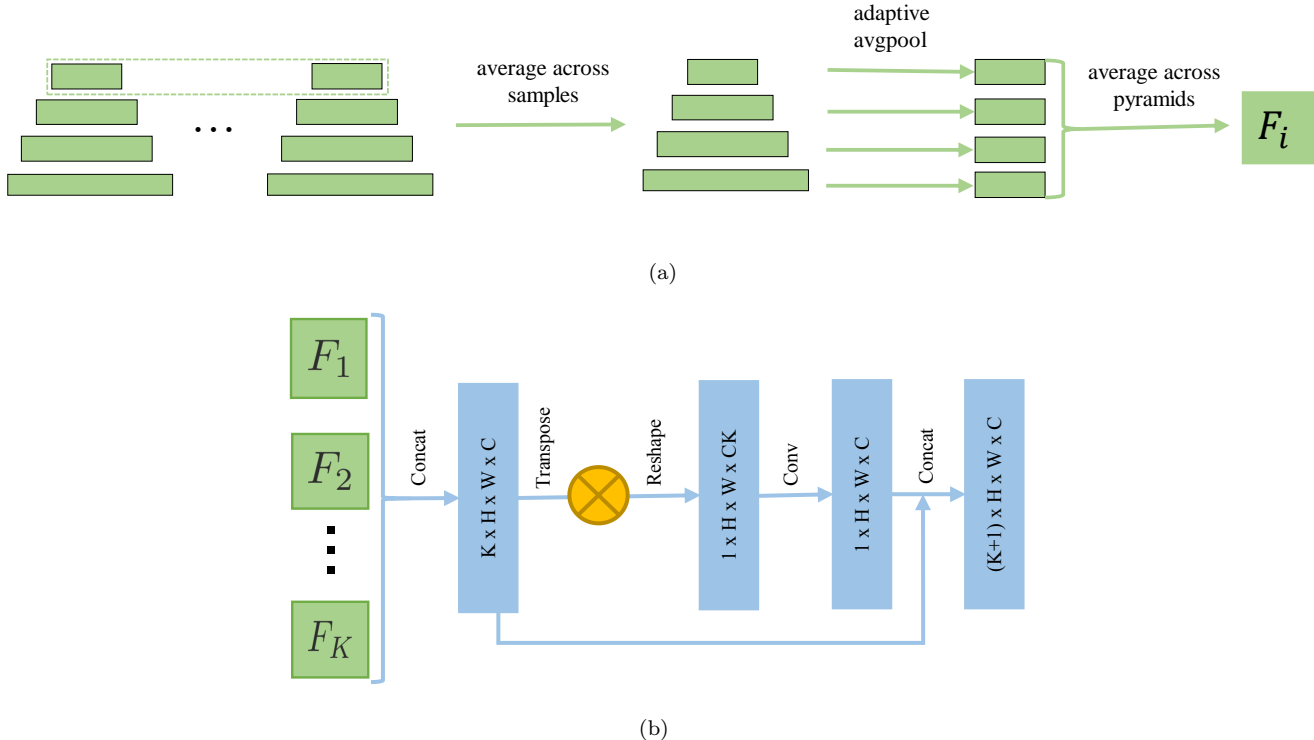 average across
samples
. . .
adaptive
avgpool
average across
pyramids
F_i
(a)
F_1
F_2
F_K
Concat
K x H x W x C
Transpose
Reshape
1 x H x W x CK
Conv
1 x H x W x C
Concat
(K+1) x H x W x C
(b)